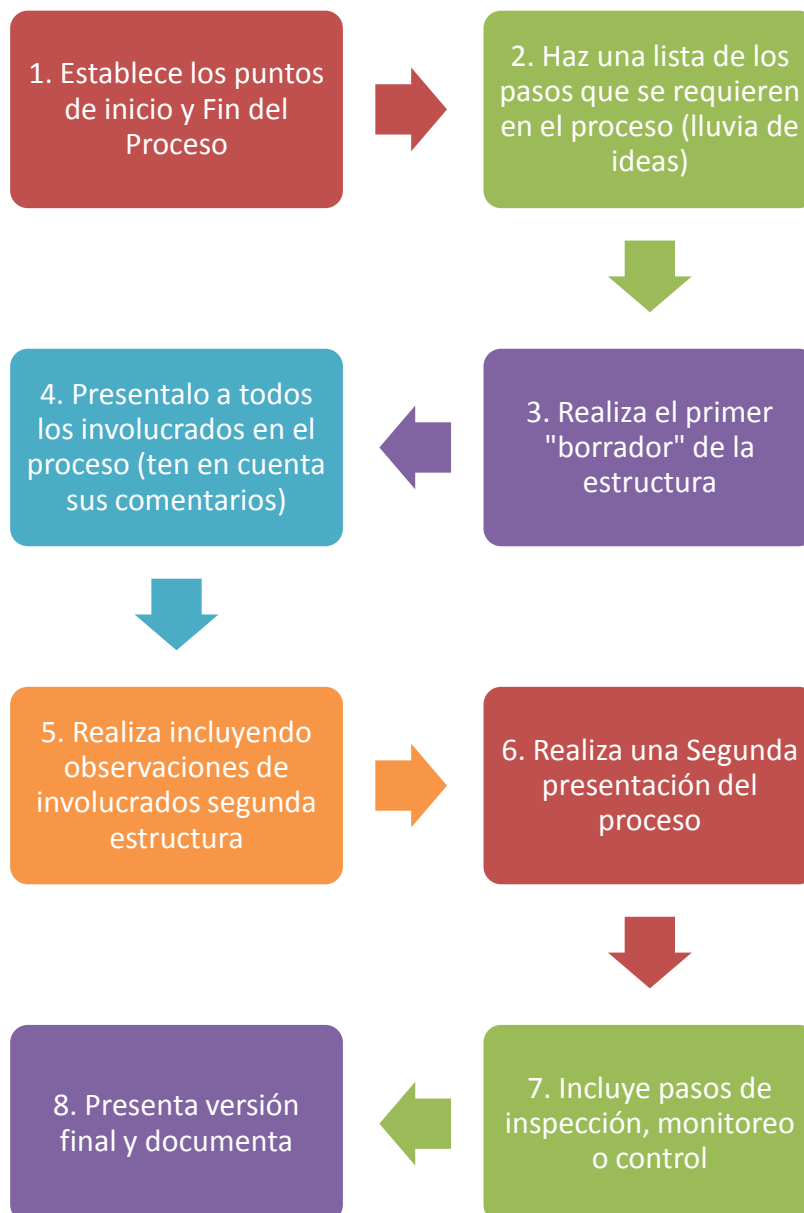 1. Establece los puntos
de inicio y Fin del
Proceso
2. Haz una lista de los
pasos que se requieren
en el proceso (lluvia de
ideas)
3. Realiza el primer
"borrador" de la
estructura
4. Presentalo a todos
los involucrados en el
proceso (ten en cuenta
sus comentarios)
5. Realiza incluyendo
observaciones de
involucrados segunda
estructura
6. Realiza una Segunda
presentación del
proceso
7. Incluye pasos de
inspección, monitoreo
o control
8. Presenta versión
final y documenta